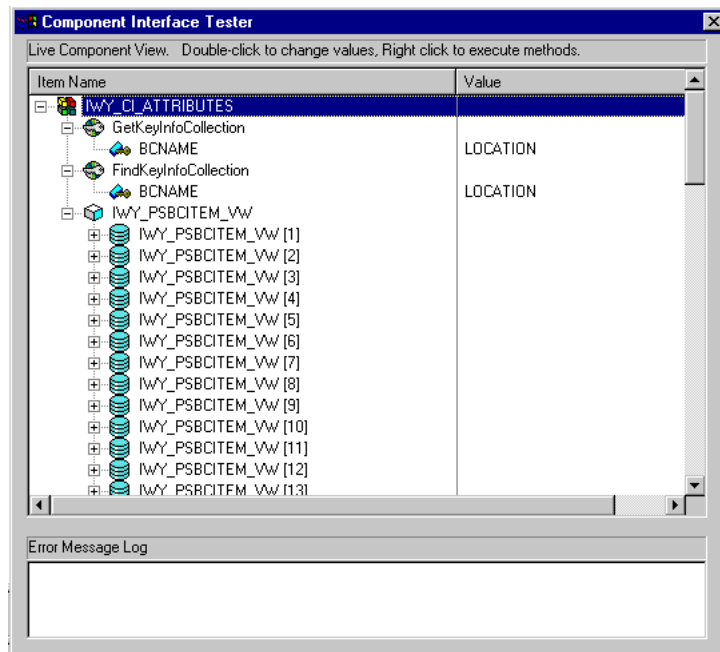 Component Interface Tester
Live Component View. Double-click to change values, Right click to execute methods.
Item Name Value
IWY_CI_ATTRIBUTES
GetKeyInfoCollection
BCNAME LOCATION
FindKeyInfoCollection
BCNAME LOCATION
IWY_PSBCITEM_VW
IWY_PSBCITEM_VW [1]
IWY_PSBCITEM_VW [2]
IWY_PSBCITEM_VW [3]
IWY_PSBCITEM_VW [4]
IWY_PSBCITEM_VW [5]
IWY_PSBCITEM_VW [6]
IWY_PSBCITEM_VW [7]
IWY_PSBCITEM_VW [8]
IWY_PSBCITEM_VW [9]
IWY_PSBCITEM_VW [10]
IWY_PSBCITEM_VW [11]
IWY_PSBCITEM_VW [12]
IWY_PSBCITEM_VW [13]
Error Message Log